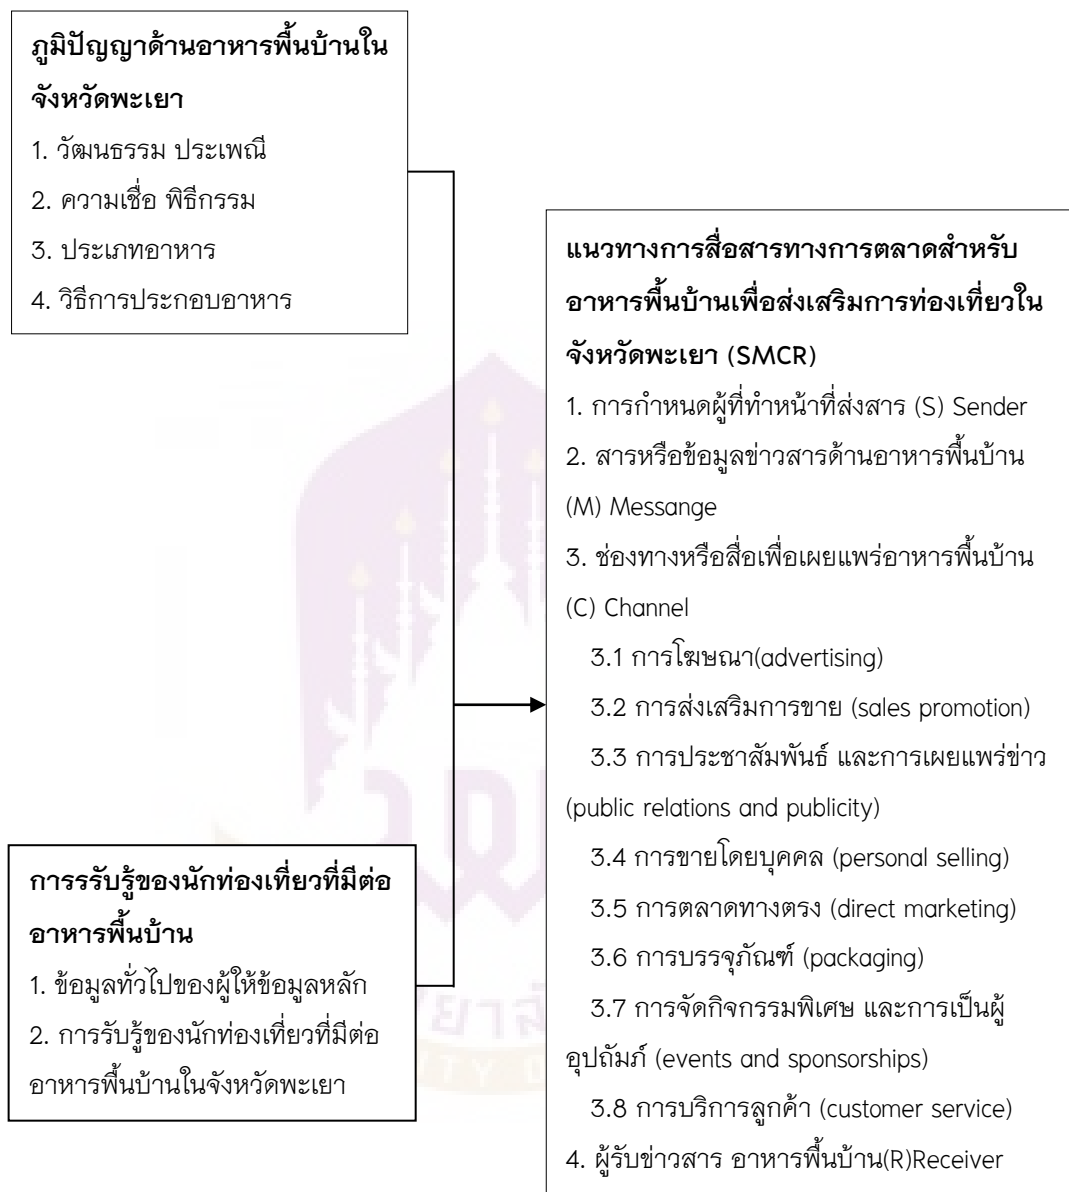 ภูมิปัญญาด้านอาหารพื้นบ้านใน
จังหวัดพะเยา
1. วัฒนธรรม ประเพณี
2. ความเชื่อ พิธีกรรม
3. ประเภทอาหาร
4. วิธีการประกอบอาหาร
การรรับรู้ของนักท่องเที่ยวที่มีต่อ
อาหารพื้นบ้าน
1. ข้อมูลทั่วไปของผู้ให้ข้อมูลหลัก
2. การรับรู้ของนักท่องเที่ยวที่มีต่อ
อาหารพื้นบ้านในจังหวัดพะเยา
แนวทางการสื่อสารทางการตลาดสำหรับ
อาหารพื้นบ้านเพื่อส่งเสริมการท่องเที่ยวใน
จังหวัดพะเยา (SMCR)
1. การกำหนดผู้ที่ทำหน้าที่ส่งสาร (S) Sender
2. สารหรือข้อมูลข่าวสารด้านอาหารพื้นบ้าน
(M) Messange
3. ช่องทางหรือสื่อเพื่อเผยแพร่อาหารพื้นบ้าน
(C) Channel
3.1 การโฆษณา(advertising)
3.2 การส่งเสริมการขาย (sales promotion)
3.3 การประชาสัมพันธ์ และการเผยแพร่ข่าว
(public relations and publicity)
3.4 การขายโดยบุคคล (personal selling)
3.5 การตลาดทางตรง (direct marketing)
3.6 การบรรจุภัณฑ์ (packaging)
3.7 การจัดกิจกรรมพิเศษ และการเป็นผู้
อุปถัมภ์ (events and sponsorships)
3.8 การบริการลูกค้า (customer service)
4. ผู้รับข่าวสาร อาหารพื้นบ้าน(R)Receiver